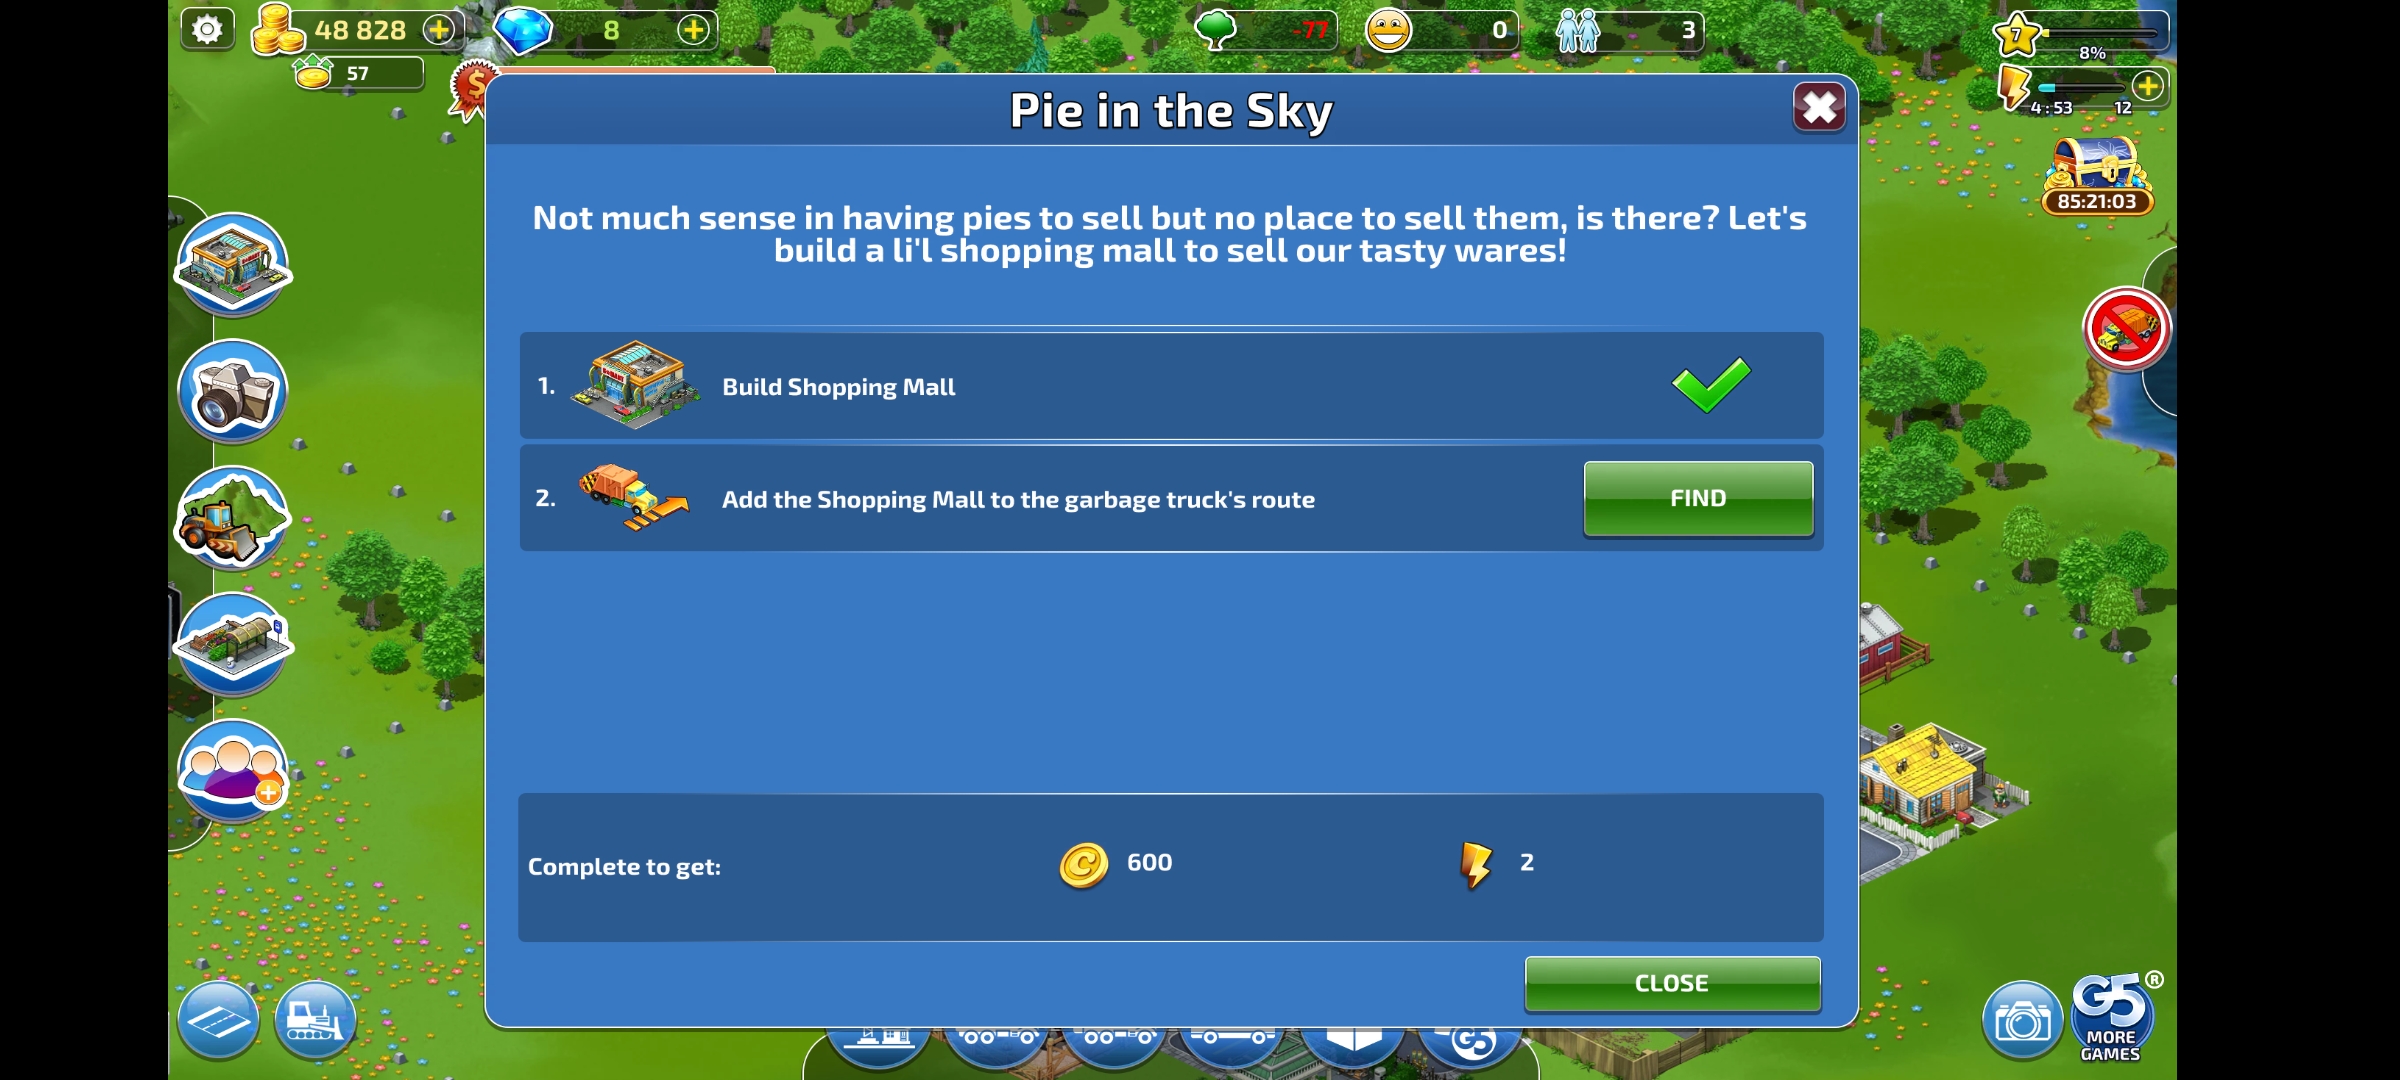 48 828
8
-77
0
3
7
8%
57
4:53
12
Pie in the Sky
85:21:03
Not much sense in having pies to sell but no place to sell them, is there? Let's
build a li'l shopping mall to sell our tasty wares!
1.
Build Shopping Mall
2.
Add the Shopping Mall to the garbage truck's route
FIND
Complete to get:
600
2
CLOSE
G5
®
MORE
GAMES
G5